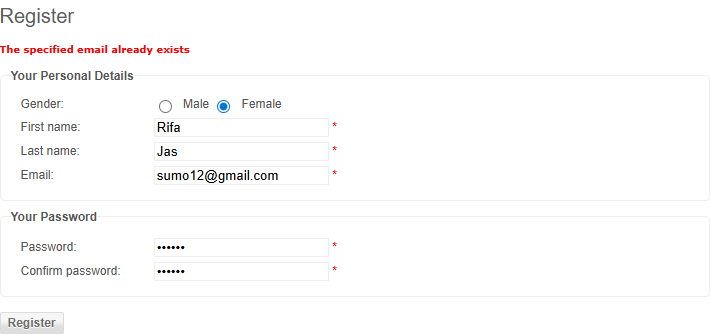 Register
The specified email already exists
Your Personal Details
Gender: Male Female
First name: Rifa *
Last name: Jas *
Email: sumo12@gmail.com *
Your Password
Password: •••••• *
Confirm password: •••••• *
Register